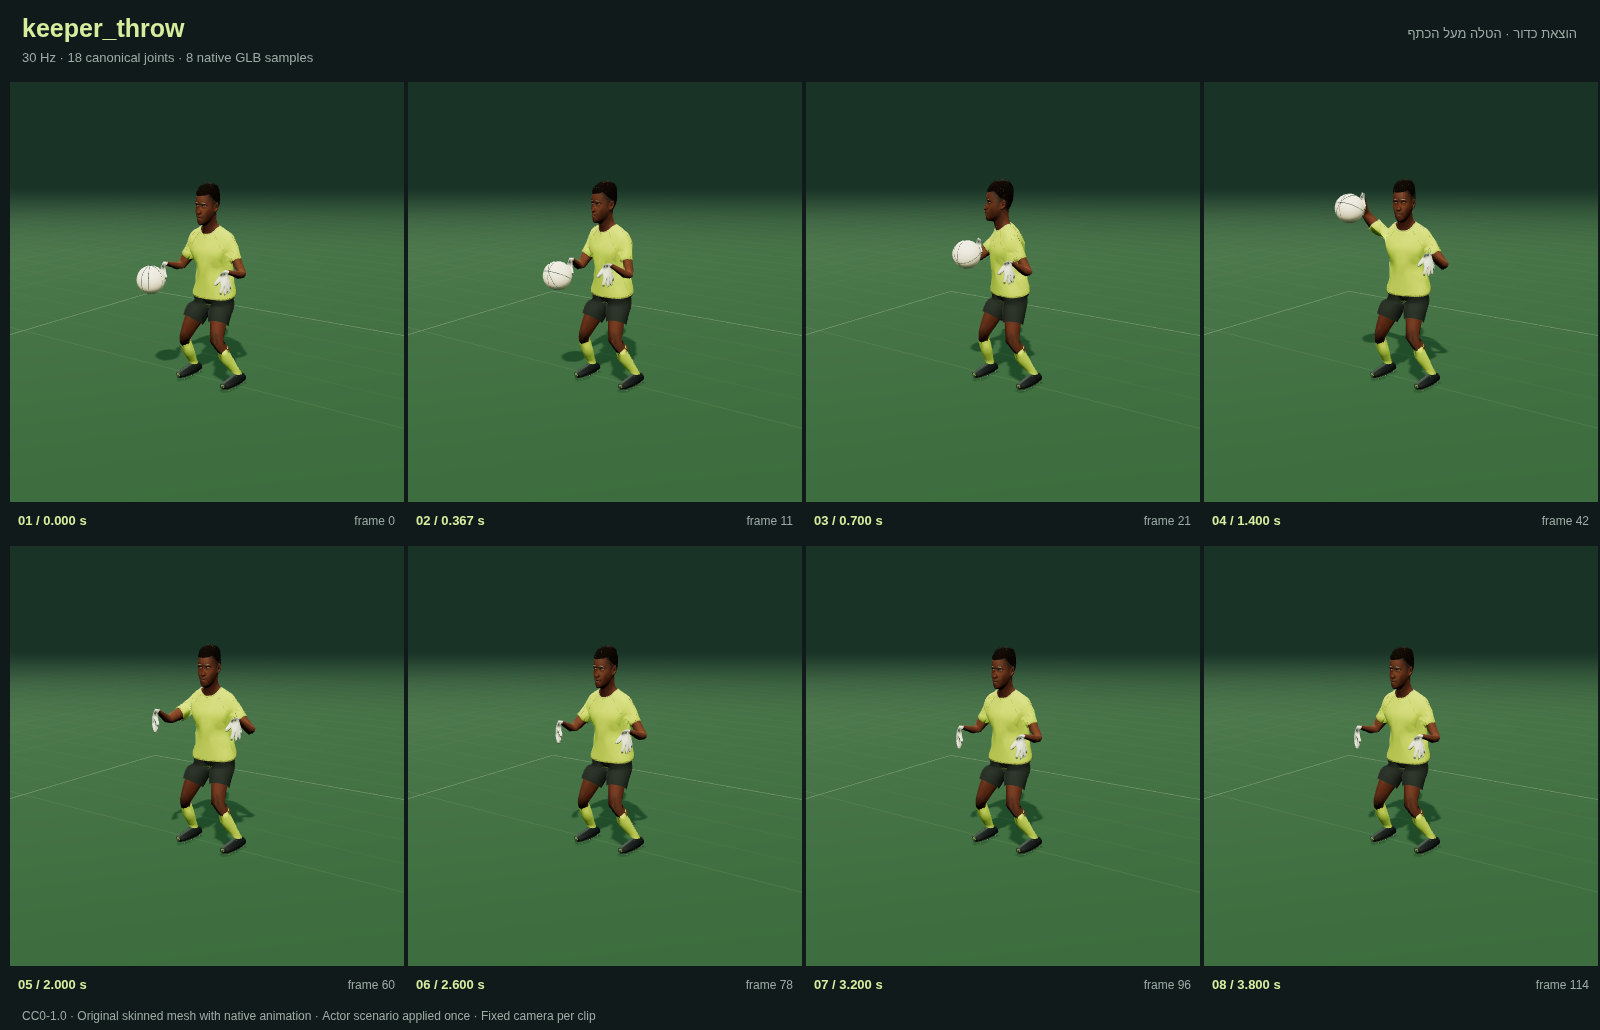 keeper_throw
הוצאת כדור · הטלה מעל הכתף
30 Hz · 18 canonical joints · 8 native GLB samples
01 / 0.000 s frame 0
02 / 0.367 s frame 11
03 / 0.700 s frame 21
04 / 1.400 s frame 42
05 / 2.000 s frame 60
06 / 2.600 s frame 78
07 / 3.200 s frame 96
08 / 3.800 s frame 114
CC0-1.0 · Original skinned mesh with native animation · Actor scenario applied once · Fixed camera per clip